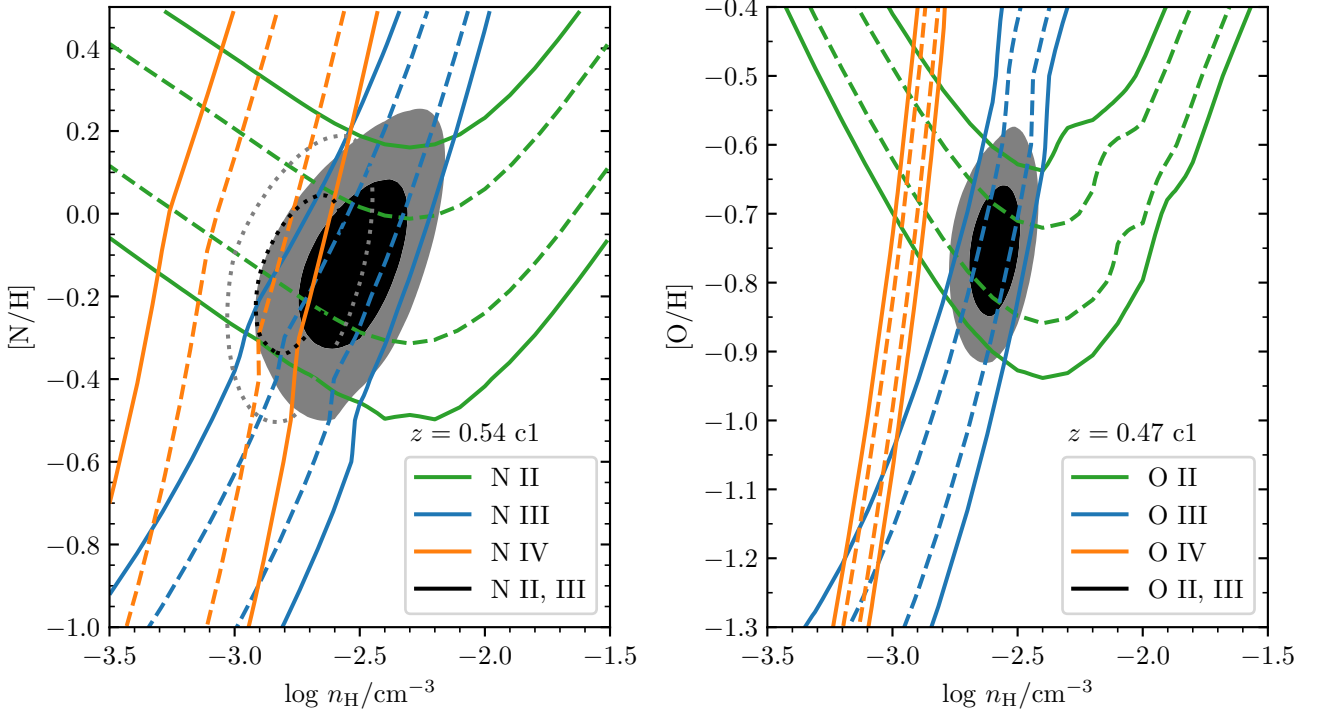 0.4
0.2
0.0
−0.2
−0.4
−0.6
−0.8
−1.0
[N/H]
−3.5 −3.0 −2.5 −2.0 −1.5
log n_H/cm⁻³
z = 0.54 c1
N II
N III
N IV
N II, III
−0.4
−0.5
−0.6
−0.7
−0.8
−0.9
−1.0
−1.1
−1.2
−1.3
[O/H]
−3.5 −3.0 −2.5 −2.0 −1.5
log n_H/cm⁻³
z = 0.47 c1
O II
O III
O IV
O II, III